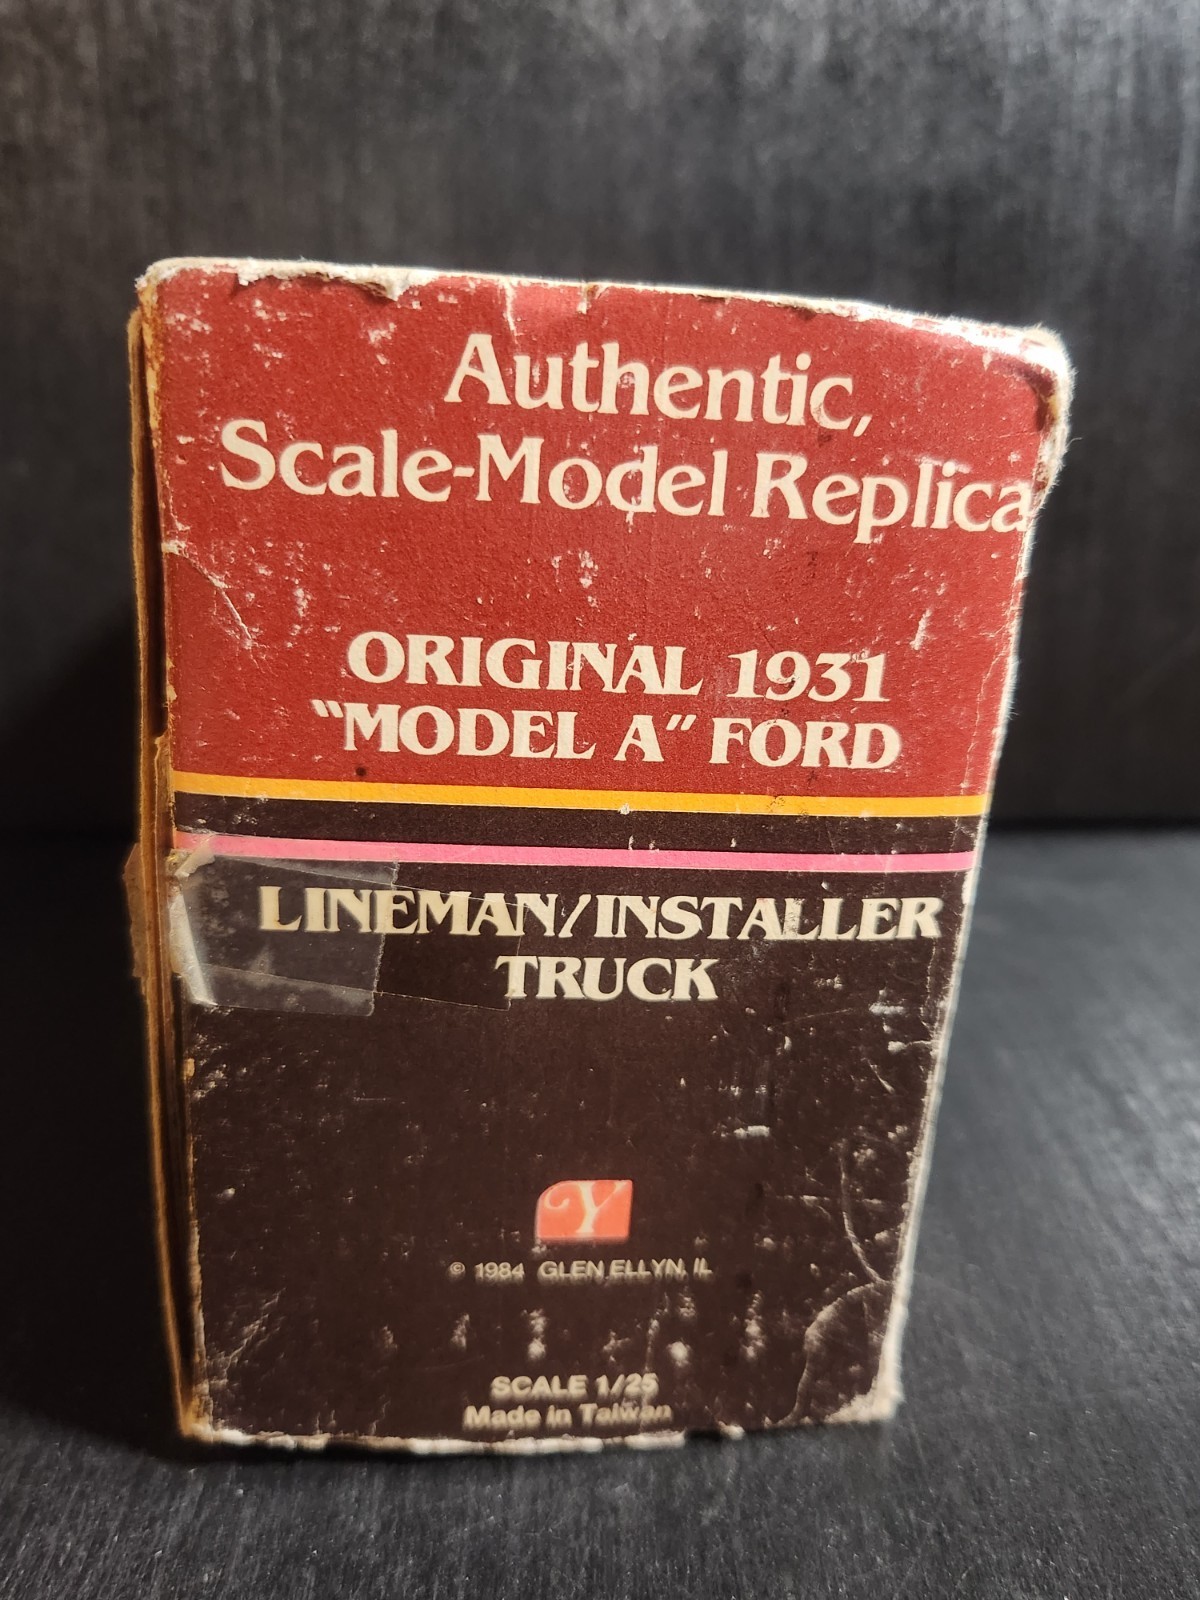 Authentic,
Scale-Model Replica
ORIGINAL 1931
“MODEL A” FORD
LINEMAN/INSTALLER
TRUCK
Y
© 1984 GLEN ELLYN, IL
SCALE 1/25
Made in Taiwan